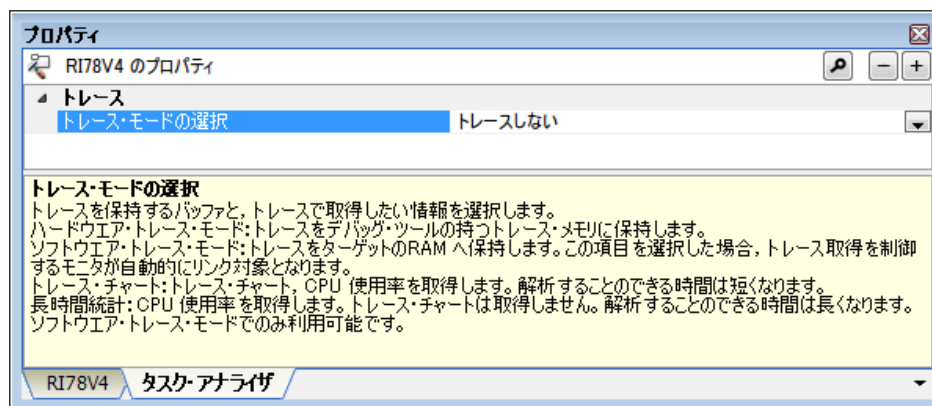 プロパティ
RI78V4 のプロパティ
トレース
トレース・モードの選択 トレースしない
トレース・モードの選択
トレースを保持するバッファと, トレースで取得したい情報を選択します。
ハードウエア・トレース・モード:トレースをデバッグ・ツールの持つトレース・メモリに保持します。
ソフトウエア・トレース・モード:トレースをターゲットのRAM へ保持します。この項目を選択した場合, トレース取得を制御
するモニタが自動的にリンク対象となります。
トレース・チャート:トレース・チャート, CPU 使用率を取得します。解析することのできる時間は短くなります。
長時間統計:CPU 使用率を取得します。トレース・チャートは取得しません。解析することのできる時間は長くなります。
ソフトウエア・トレース・モードでのみ利用可能です。
RI78V4 タスク・アナライザ